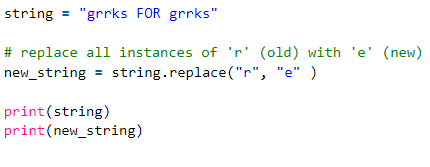 string = "grrks FOR grrks"
# replace all instances of 'r' (old) with 'e' (new)
new_string = string.replace("r", "e" )
print(string)
print(new_string)